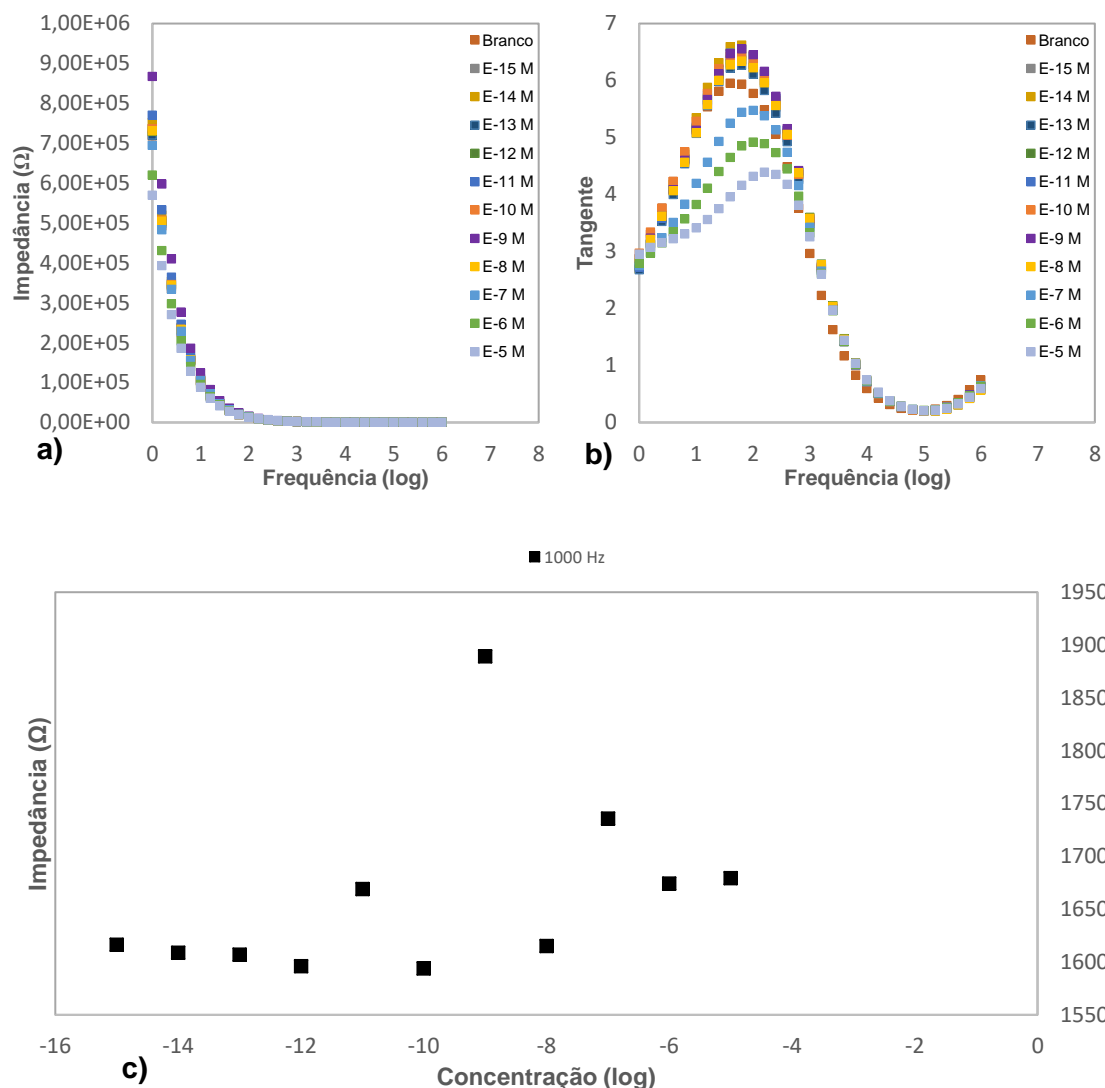 1,00E+06
9,00E+05
8,00E+05
7,00E+05
6,00E+05
5,00E+05
4,00E+05
3,00E+05
2,00E+05
1,00E+05
0,00E+00
Impedância (Ω)
0 1 2 3 4 5 6 7 8
Frequência (log)
a)
Branco
E-15 M
E-14 M
E-13 M
E-12 M
E-11 M
E-10 M
E-9 M
E-8 M
E-7 M
E-6 M
E-5 M
7
6
5
4
3
2
1
0
Tangente
0 1 2 3 4 5 6 7 8
Frequência (log)
b)
Branco
E-15 M
E-14 M
E-13 M
E-12 M
E-11 M
E-10 M
E-9 M
E-8 M
E-7 M
E-6 M
E-5 M
1000 Hz
Impedância (Ω)
1950
1900
1850
1800
1750
1700
1650
1600
1550
-16 -14 -12 -10 -8 -6 -4 -2 0
c)
Concentração (log)